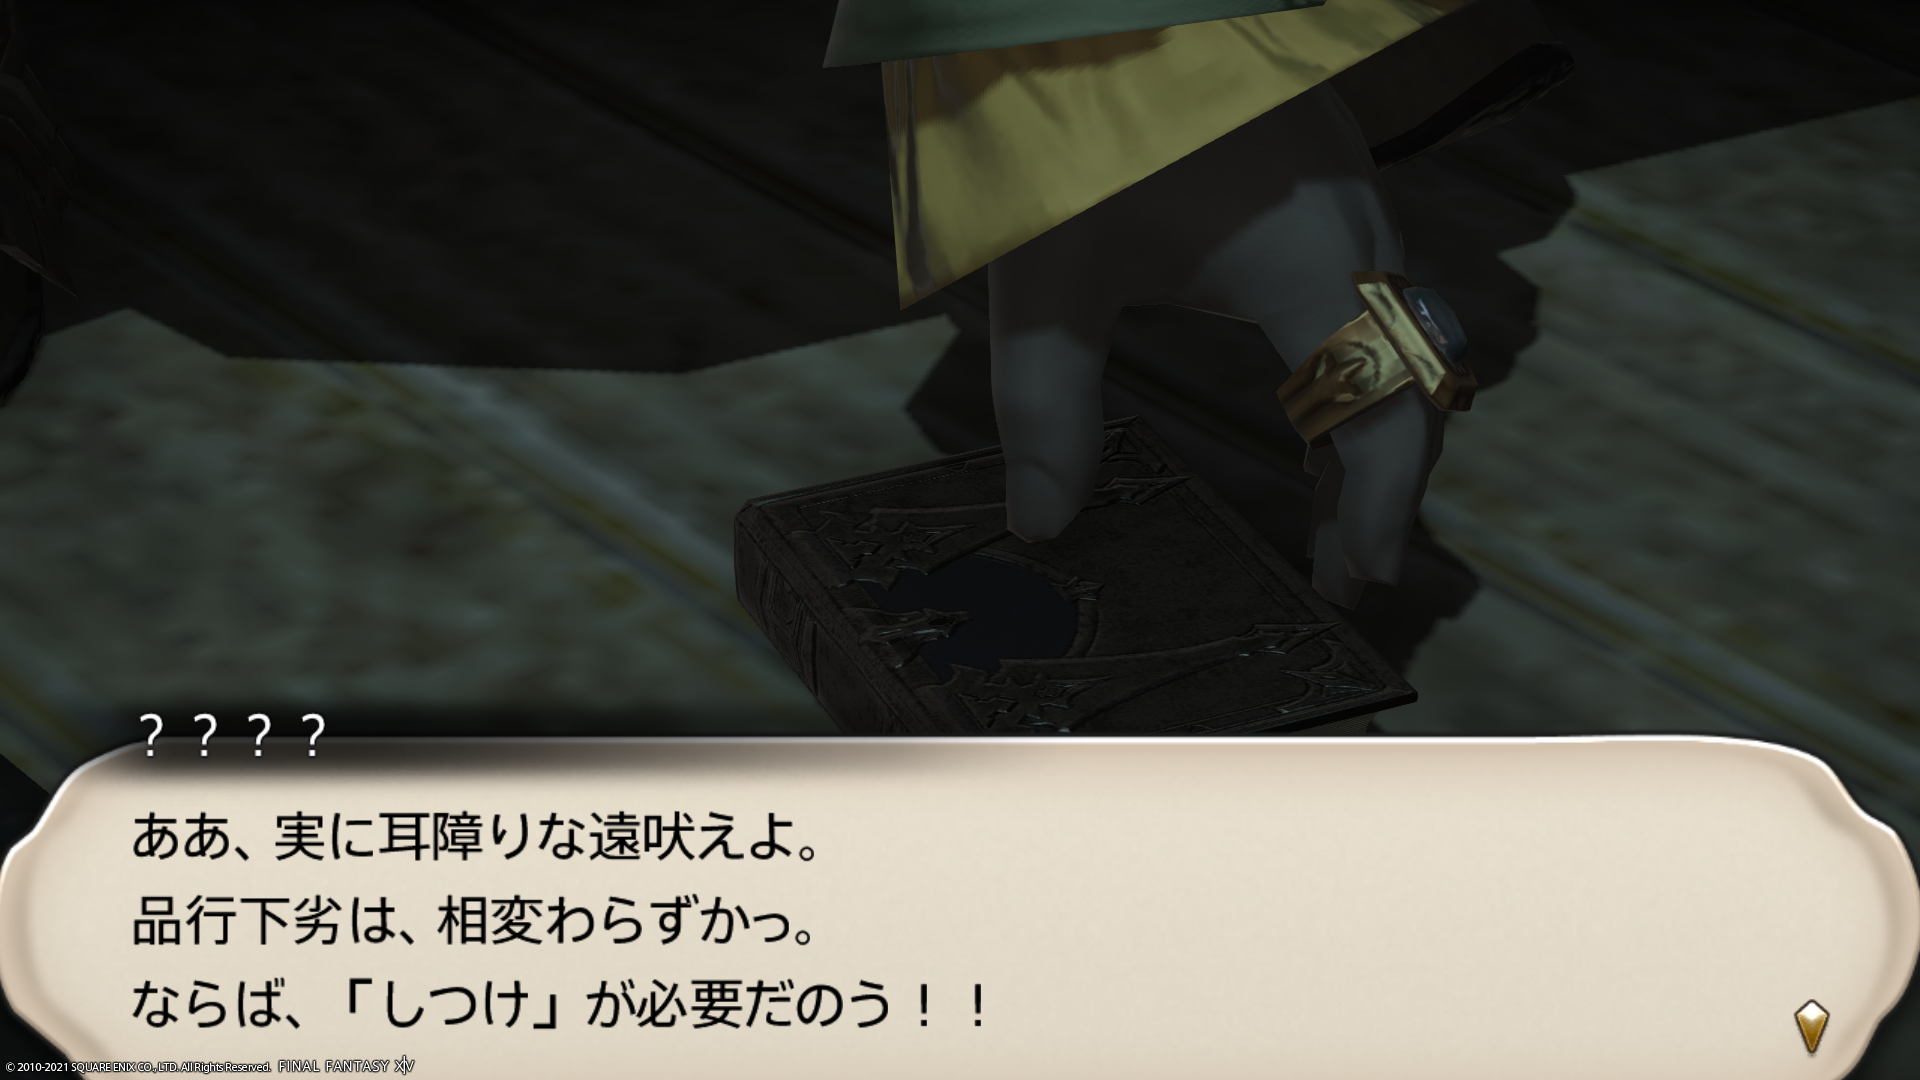 ？？？？
ああ、実に耳障りな遠吠えよ。
品行下劣は、相変わらずかっ。
ならば、「しつけ」が必要だのう！！
© 2010-2021 SQUARE ENIX CO., LTD. All Rights Reserved. FINAL FANTASY XIV